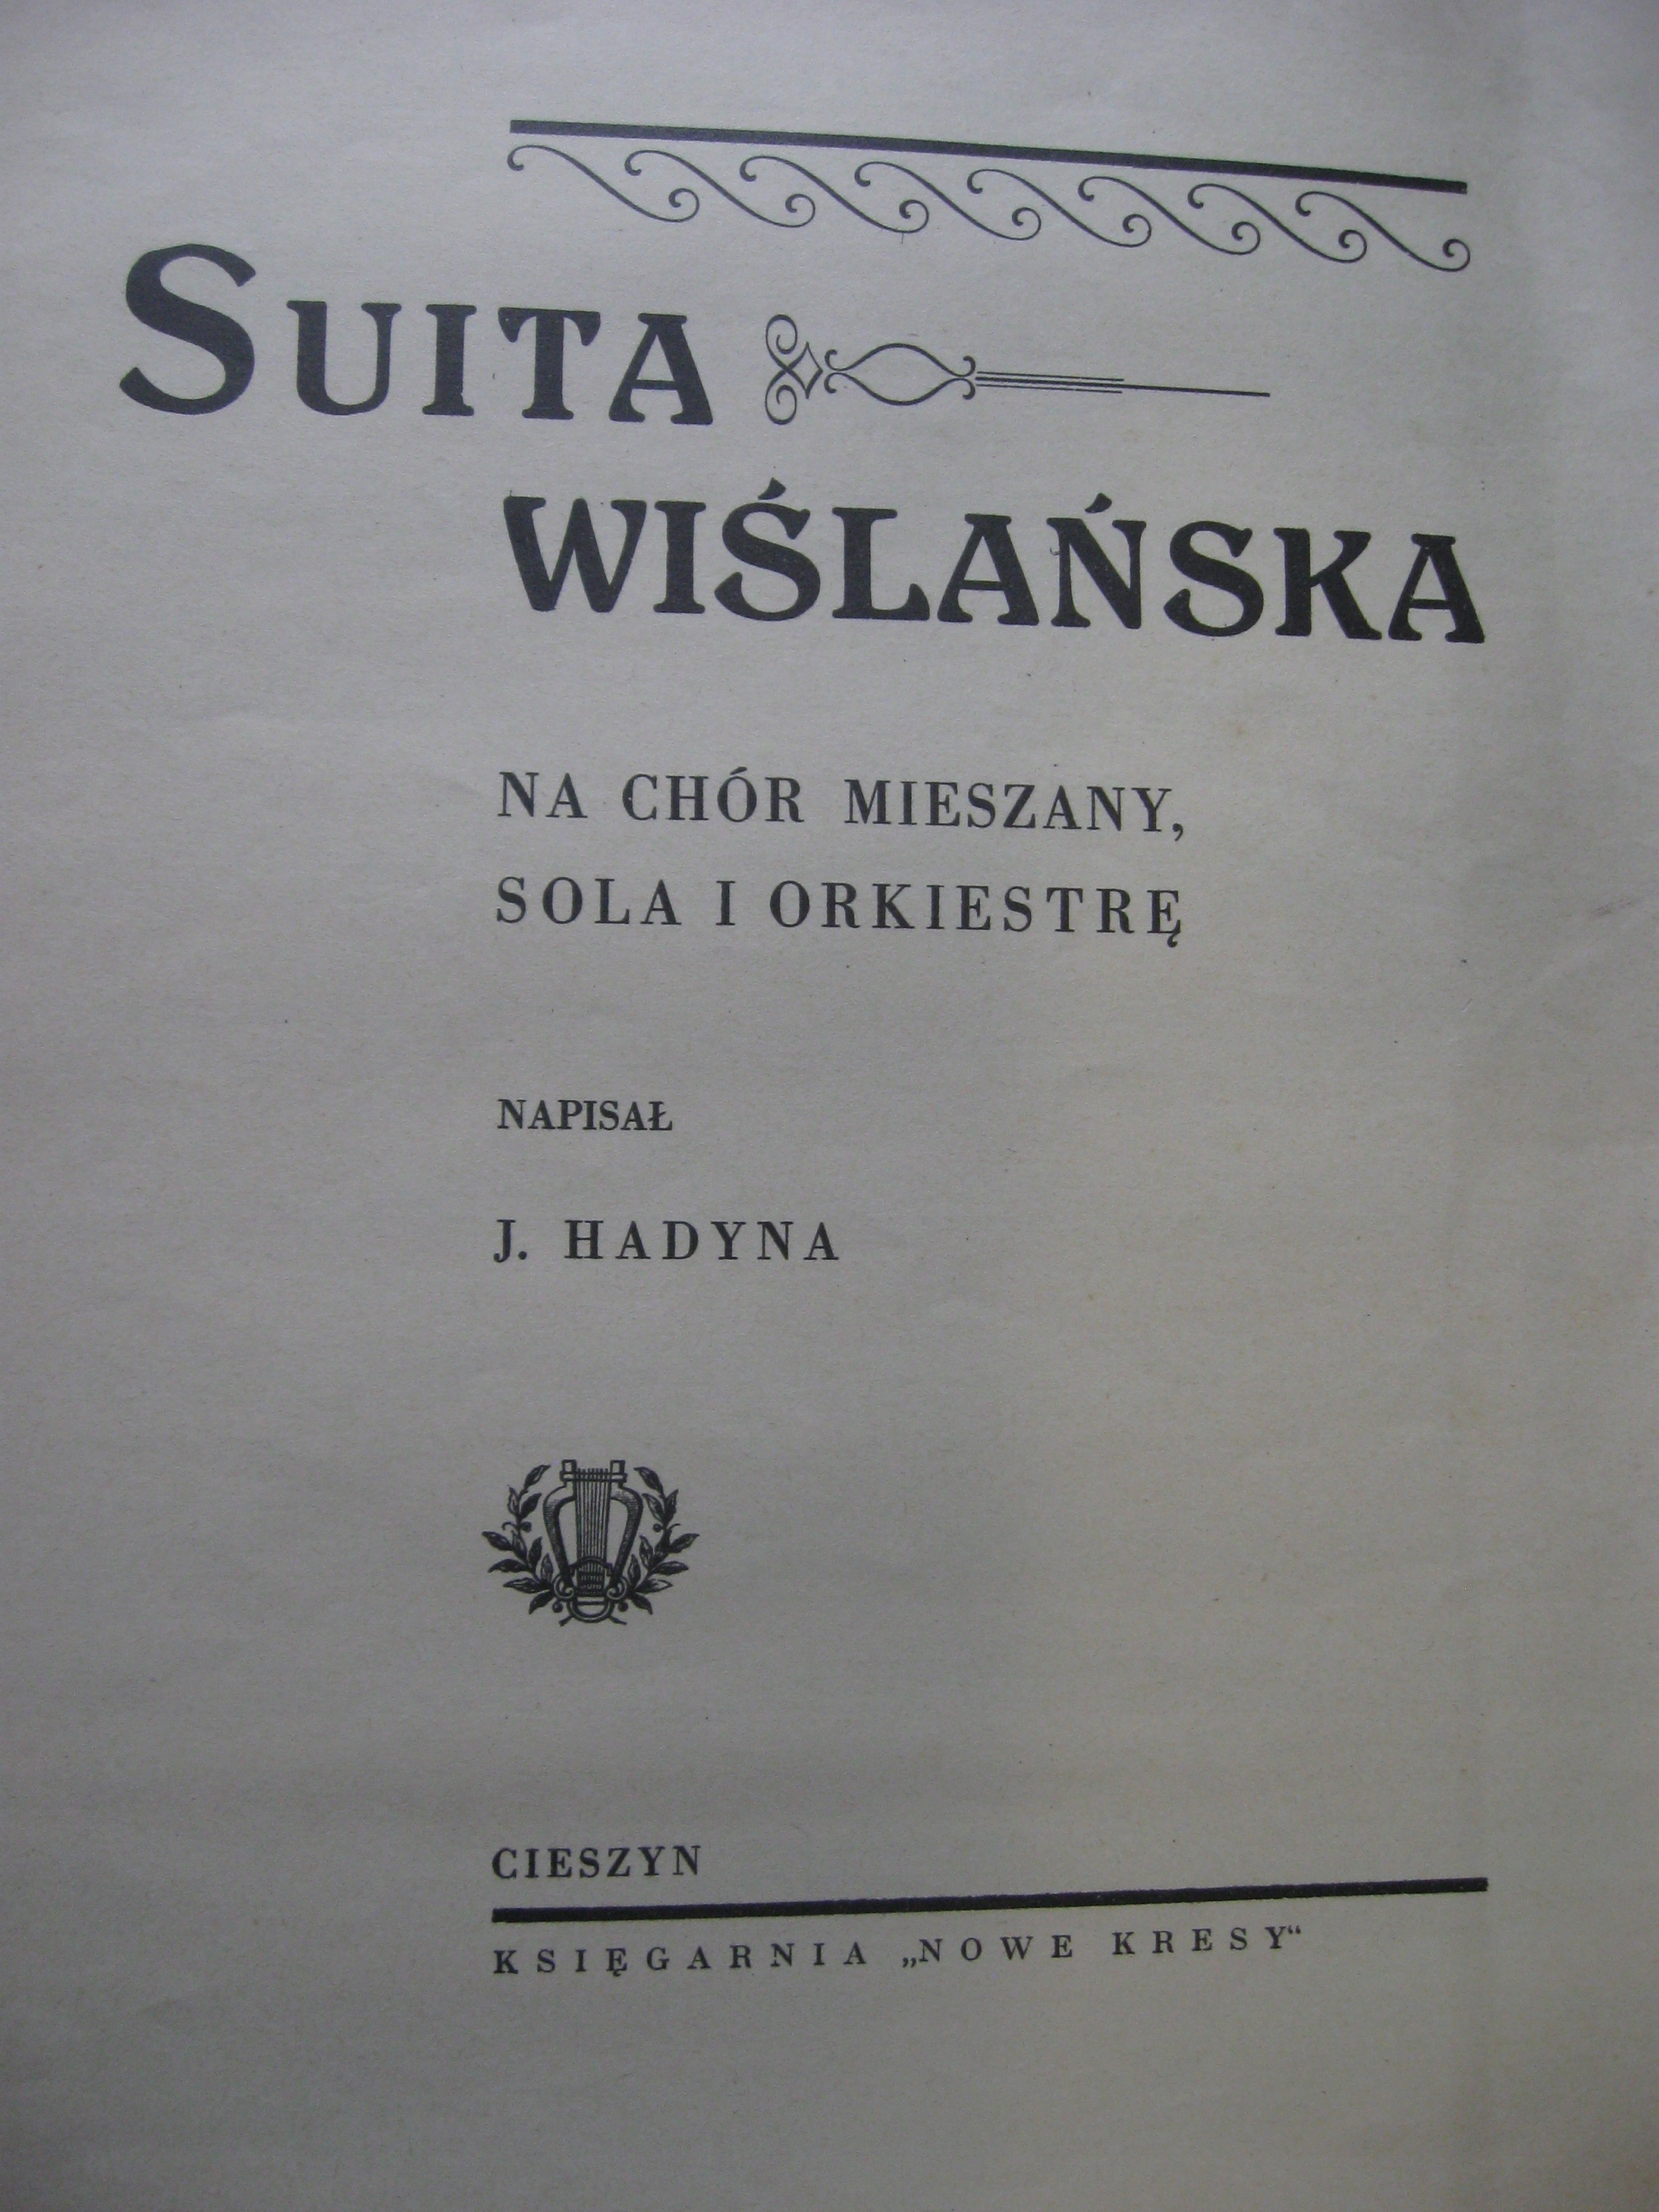 SUITA
WIŚLAŃSKA
NA CHÓR MIESZANY,
SOLA I ORKIESTRĘ
NAPISAŁ
J. HADYNA
CIESZYN
KSIĘGARNIA „NOWE KRESY“